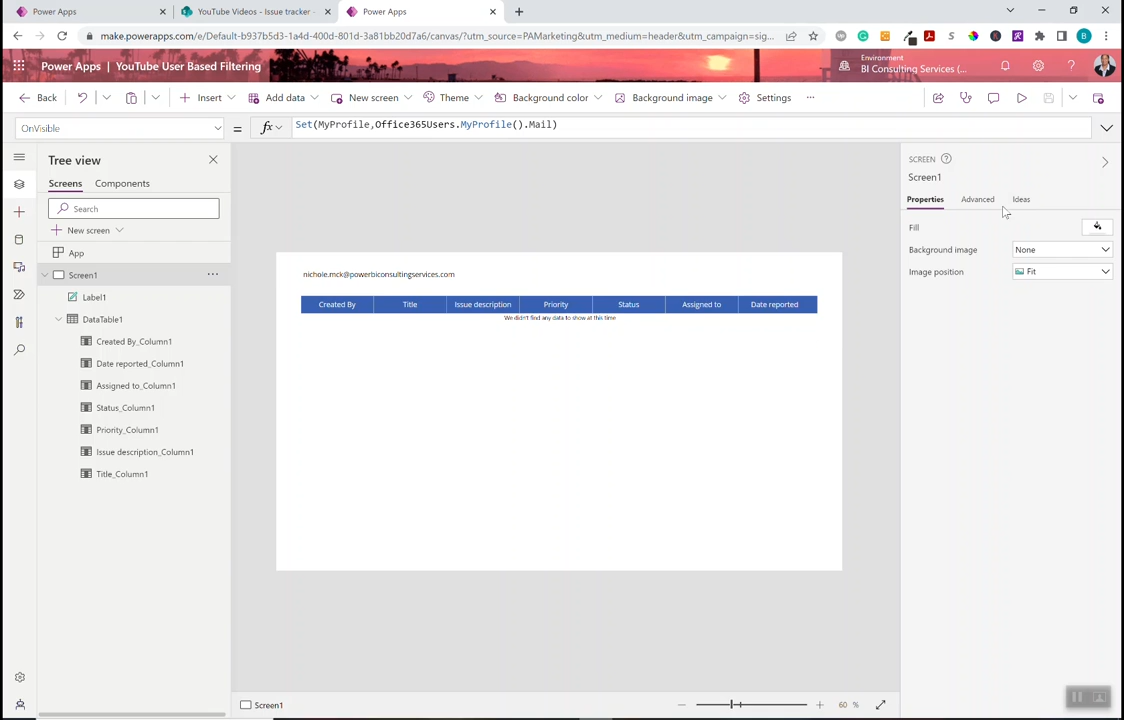 Power Apps
YouTube Videos - Issue tracker -
Power Apps
make.powerapps.com/e/Default-b937b5d3-1a4d-400d-801d-3a81bb20d7a6/canvas/?utm_source=PAMarketing&utm_medium=header&utm_campaign=sig...
Power Apps | YouTube User Based Filtering
Environment
BI Consulting Services (...
Back
Insert
Add data
New screen
Theme
Background color
Background image
Settings
OnVisible
=
fx
Set(MyProfile,Office365Users.MyProfile().Mail)
Tree view
Screens
Components
Search
New screen
App
Screen1
Label1
DataTable1
Created By_Column1
Date reported_Column1
Assigned to_Column1
Status_Column1
Priority_Column1
Issue description_Column1
Title_Column1
nichole.mck@powerbiconsultingservices.com
Created By
Title
Issue description
Priority
Status
Assigned to
Date reported
We didn't find any data to show at this time
SCREEN
Screen1
Properties
Advanced
Ideas
Fill
Background image
None
Image position
Fit
Screen1
60 %